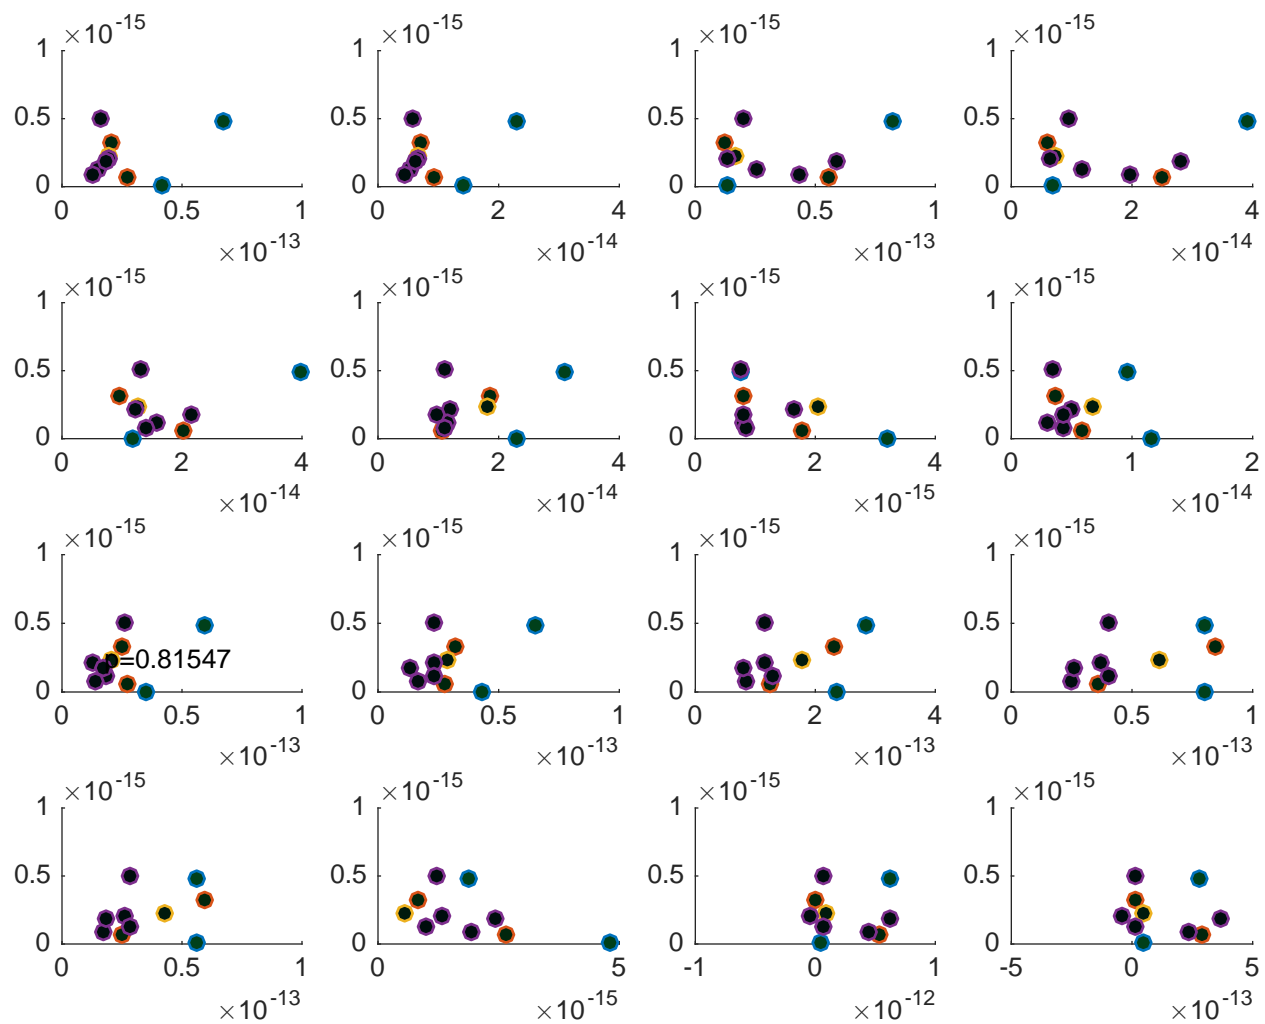 ×10-15 ×10-15 ×10-15 ×10-15
1 1 1 1
0.5 0.5 0.5 0.5
0 0 0 0
0 0.5 1 0 2 4 0 0.5 1 0 2 4
×10-13 ×10-14 ×10-13 ×10-14
×10-15 ×10-15 ×10-15 ×10-15
1 1 1 1
0.5 0.5 0.5 0.5
0 0 0 0
0 2 4 0 2 4 0 2 4 0 1 2
×10-14 ×10-14 ×10-15 ×10-14
×10-15 ×10-15 ×10-15 ×10-15
1 1 1 1
0.5 0.5 0.5 0.5
p=0.81547
0 0 0 0
0 0.5 1 0 0.5 1 0 2 4 0 0.5 1
×10-13 ×10-13 ×10-13 ×10-13
×10-15 ×10-15 ×10-15 ×10-15
1 1 1 1
0.5 0.5 0.5 0.5
0 0 0 0
0 0.5 1 0 5 -1 0 1 -5 0 5
×10-13 ×10-15 ×10-12 ×10-13